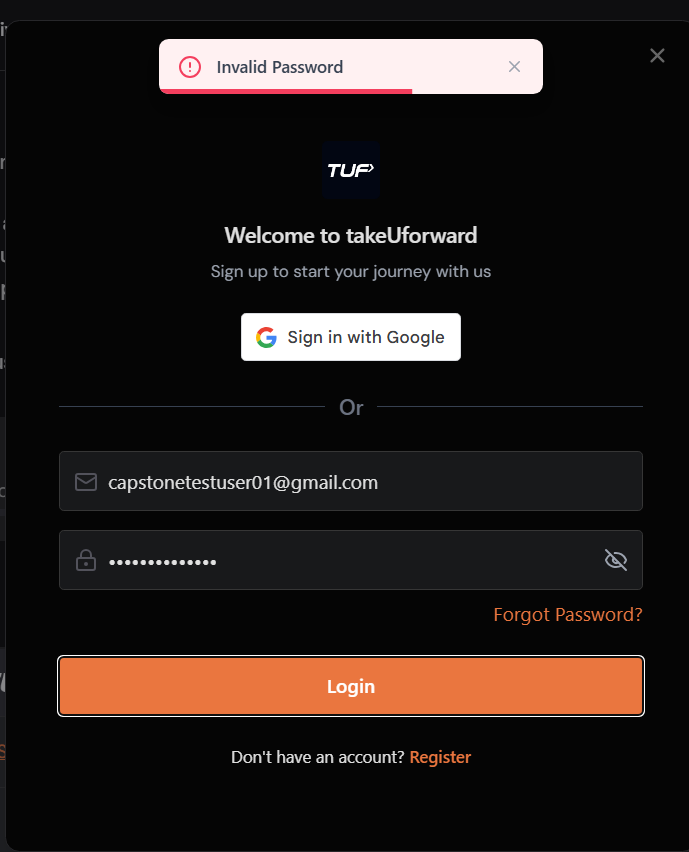 Invalid Password
TUF
Welcome to takeUforward
Sign up to start your journey with us
Sign in with Google
Or
capstonetestuser01@gmail.com
••••••••••••••
Forgot Password?
Login
Don't have an account? Register